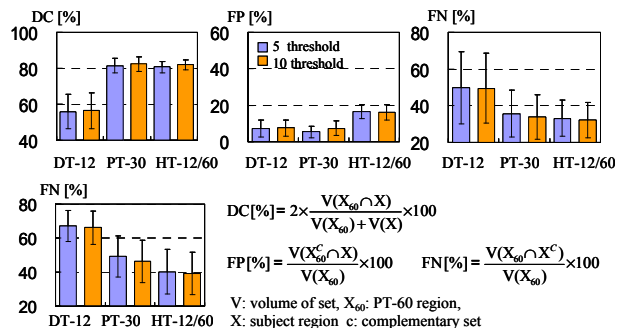 DC [%]
100
80
60
40
DT-12 PT-30 HT-12/60
FP [%]
60
40
20
0
5 threshold
10 threshold
DT-12 PT-30 HT-12/60
FN [%]
80
60
40
20
DT-12 PT-30 HT-12/60
FN [%]
80
60
40
20
DT-12 PT-30 HT-12/60
DC[%]= 2× V(X₆₀∩X) / V(X₆₀)+V(X) ×100
FP[%]= V(X₆₀ᶜ∩X) / V(X₆₀) ×100
FN[%]= V(X₆₀∩Xᶜ) / V(X₆₀) ×100
V: volume of set, X₆₀: PT-60 region,
X: subject region c: complementary set